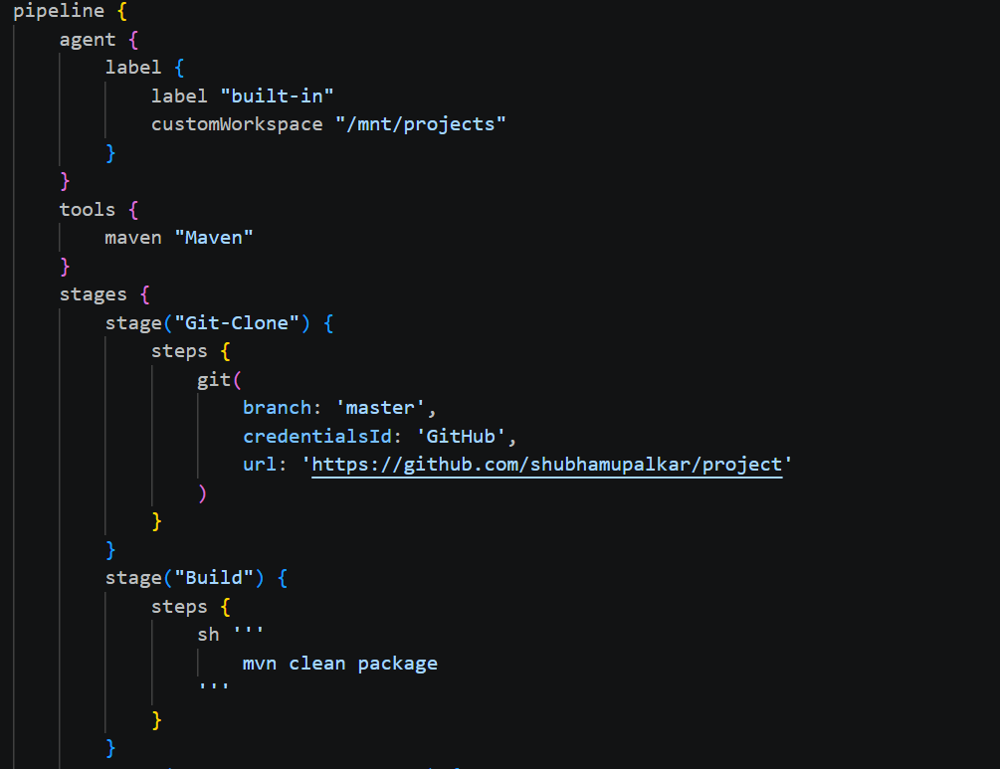 pipeline {
    agent {
        label {
            label "built-in"
            customWorkspace "/mnt/projects"
        }
    }
    tools {
        maven "Maven"
    }
    stages {
        stage("Git-Clone") {
            steps {
                git(
                    branch: 'master',
                    credentialsId: 'GitHub',
                    url: 'https://github.com/shubhamupalkar/project'
                )
            }
        }
        stage("Build") {
            steps {
                sh '''
                    mvn clean package
                '''
            }
        }